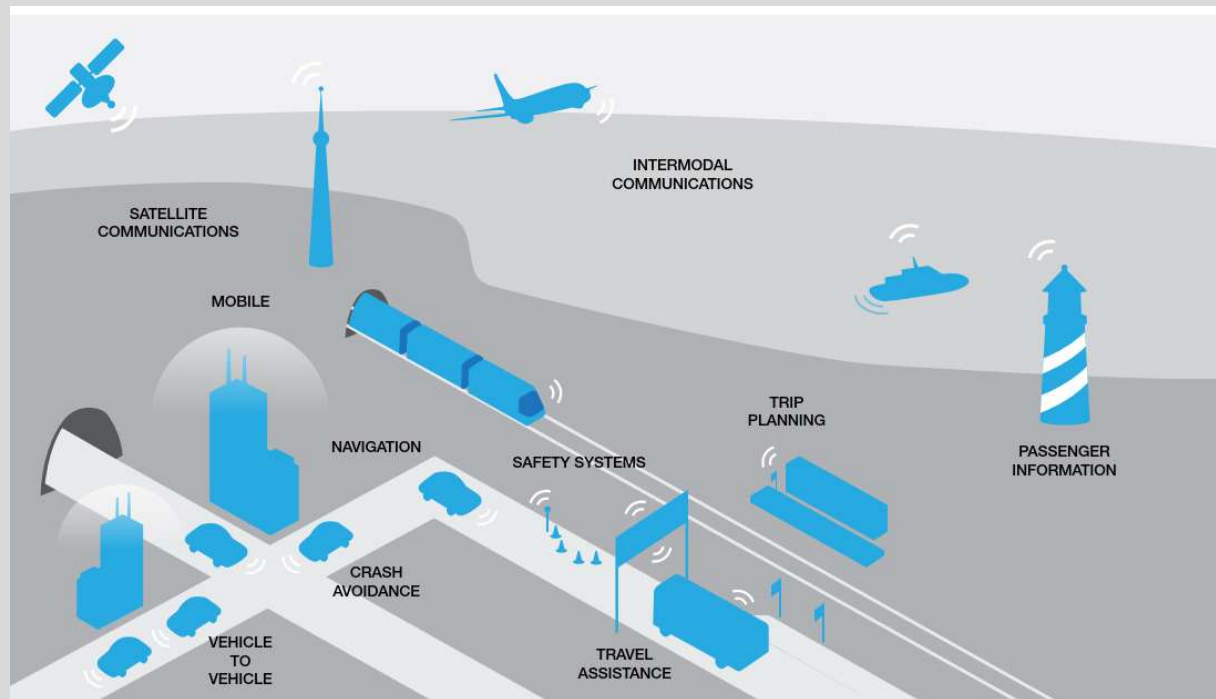 INTERMODAL
COMMUNICATIONS
SATELLITE
COMMUNICATIONS
MOBILE
TRIP
PLANNING
NAVIGATION
SAFETY SYSTEMS
PASSENGER
INFORMATION
CRASH
AVOIDANCE
VEHICLE
TO
VEHICLE
TRAVEL
ASSISTANCE